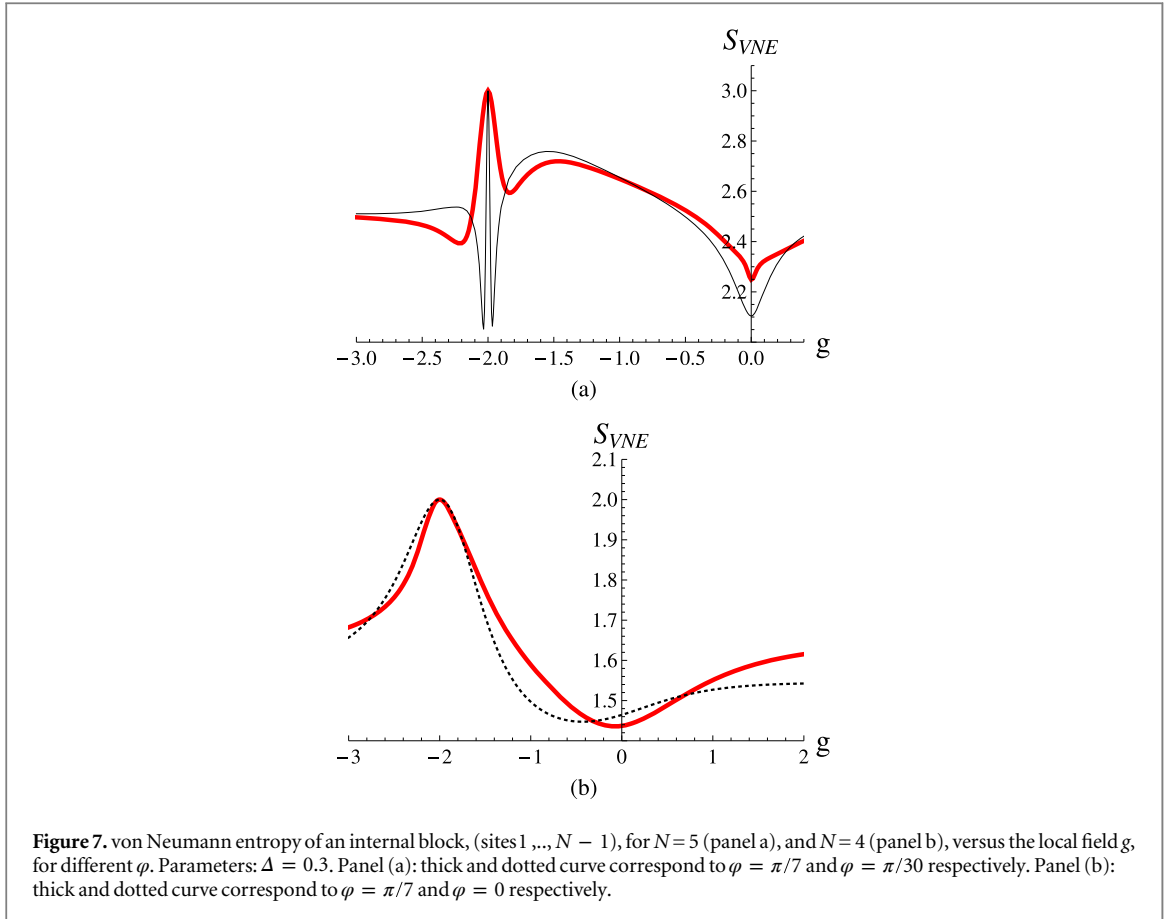 S_VNE
3.0
2.8
2.6
2.4
2.2
−3.0 −2.5 −2.0 −1.5 −1.0 −0.5 0.0 g
(a)
S_VNE
2.1
2.0
1.9
1.8
1.7
1.6
1.5
−3 −2 −1 0 1 2 g
(b)
Figure 7. von Neumann entropy of an internal block, (sites1 ,.., N − 1), for N = 5 (panel a), and N = 4 (panel b), versus the local field g,
for different φ. Parameters: Δ = 0.3. Panel (a): thick and dotted curve correspond to φ = π/7 and φ = π/30 respectively. Panel (b):
thick and dotted curve correspond to φ = π/7 and φ = 0 respectively.